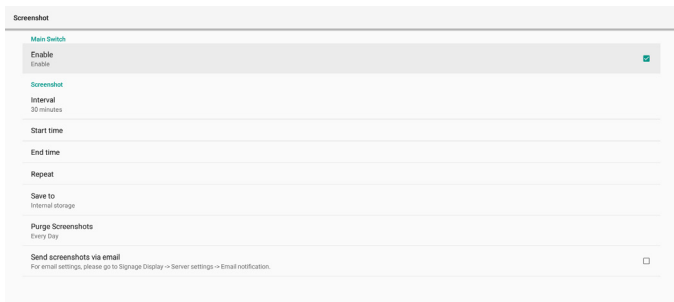 Screenshot
Main Switch
Enable
Enable
Screenshot
Interval
30 minutes
Start time
End time
Repeat
Save to
Internal storage
Purge Screenshots
Every Day
Send screenshots via email
For email settings, please go to Signage Display -> Server settings -> Email notification.